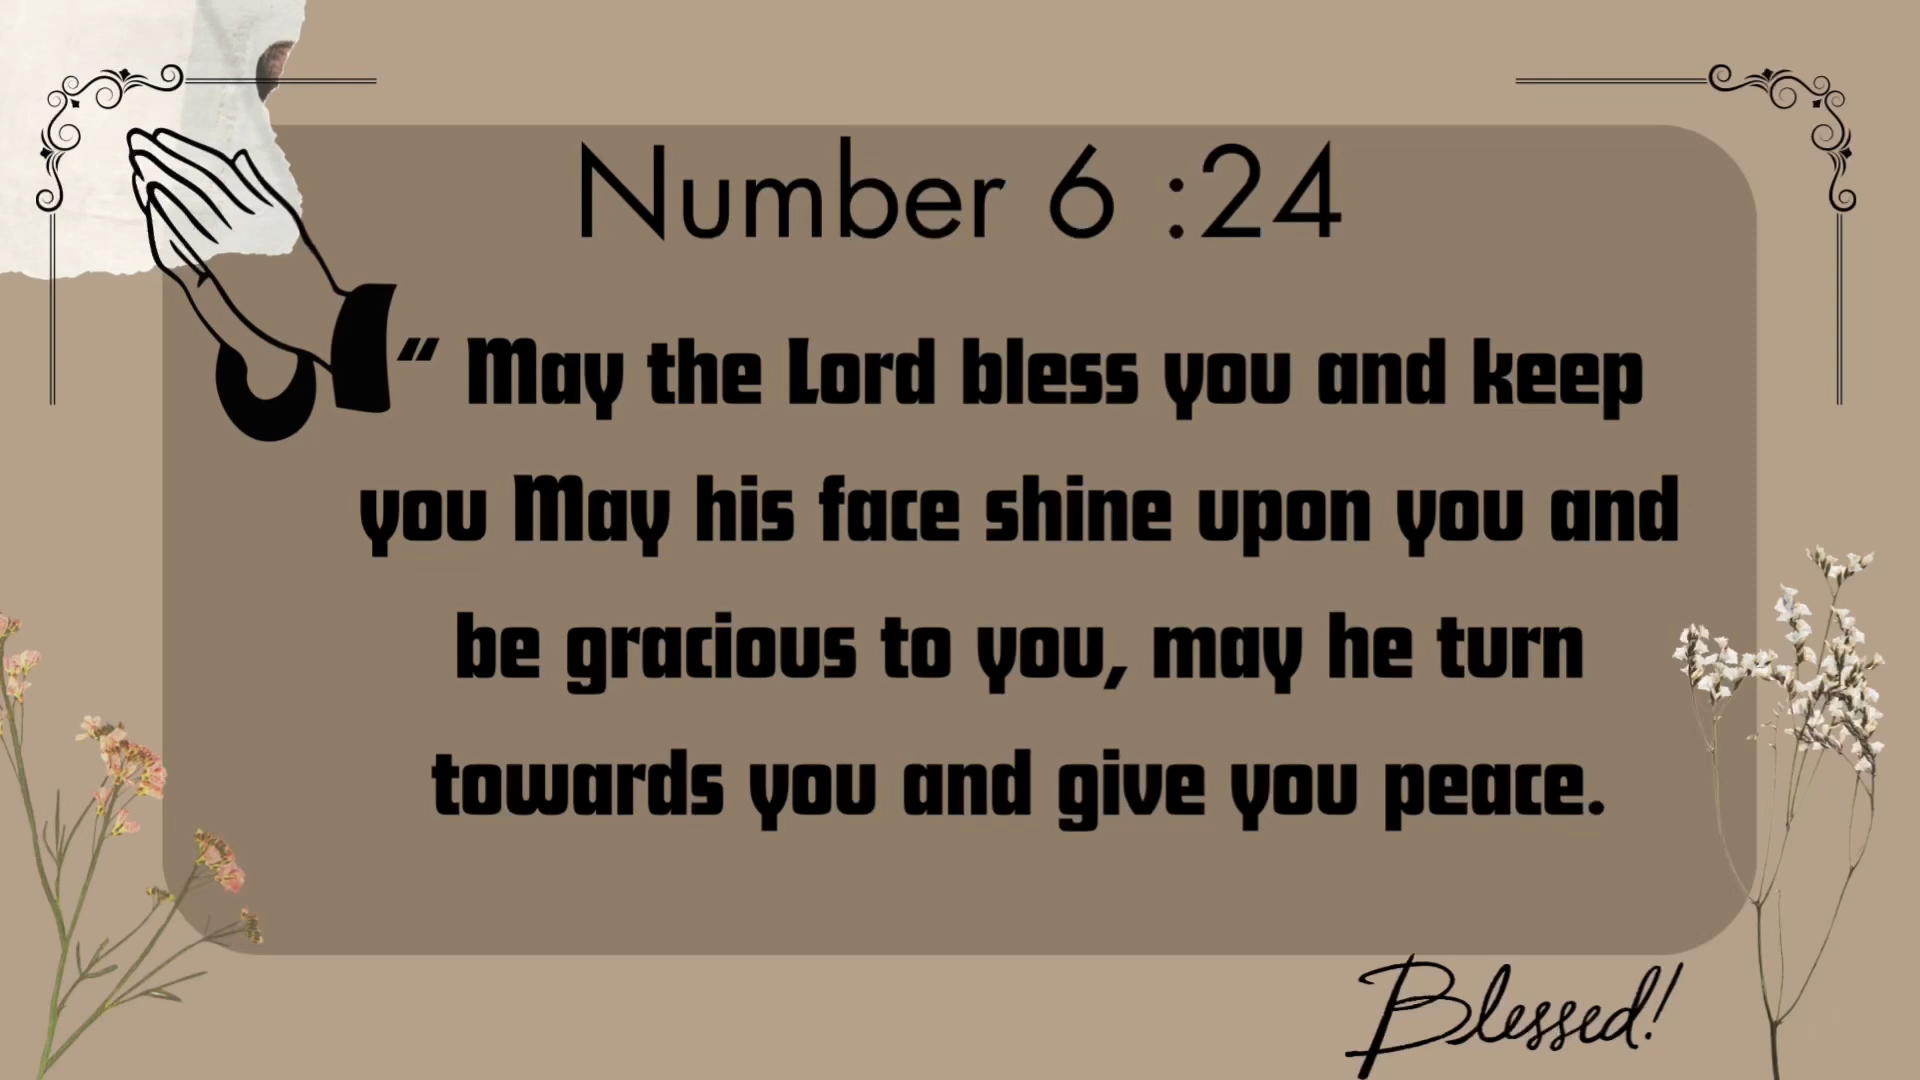 Number 6 :24
“ May the Lord bless you and keep
you May his face shine upon you and
be gracious to you, may he turn
towards you and give you peace.
Blessed!